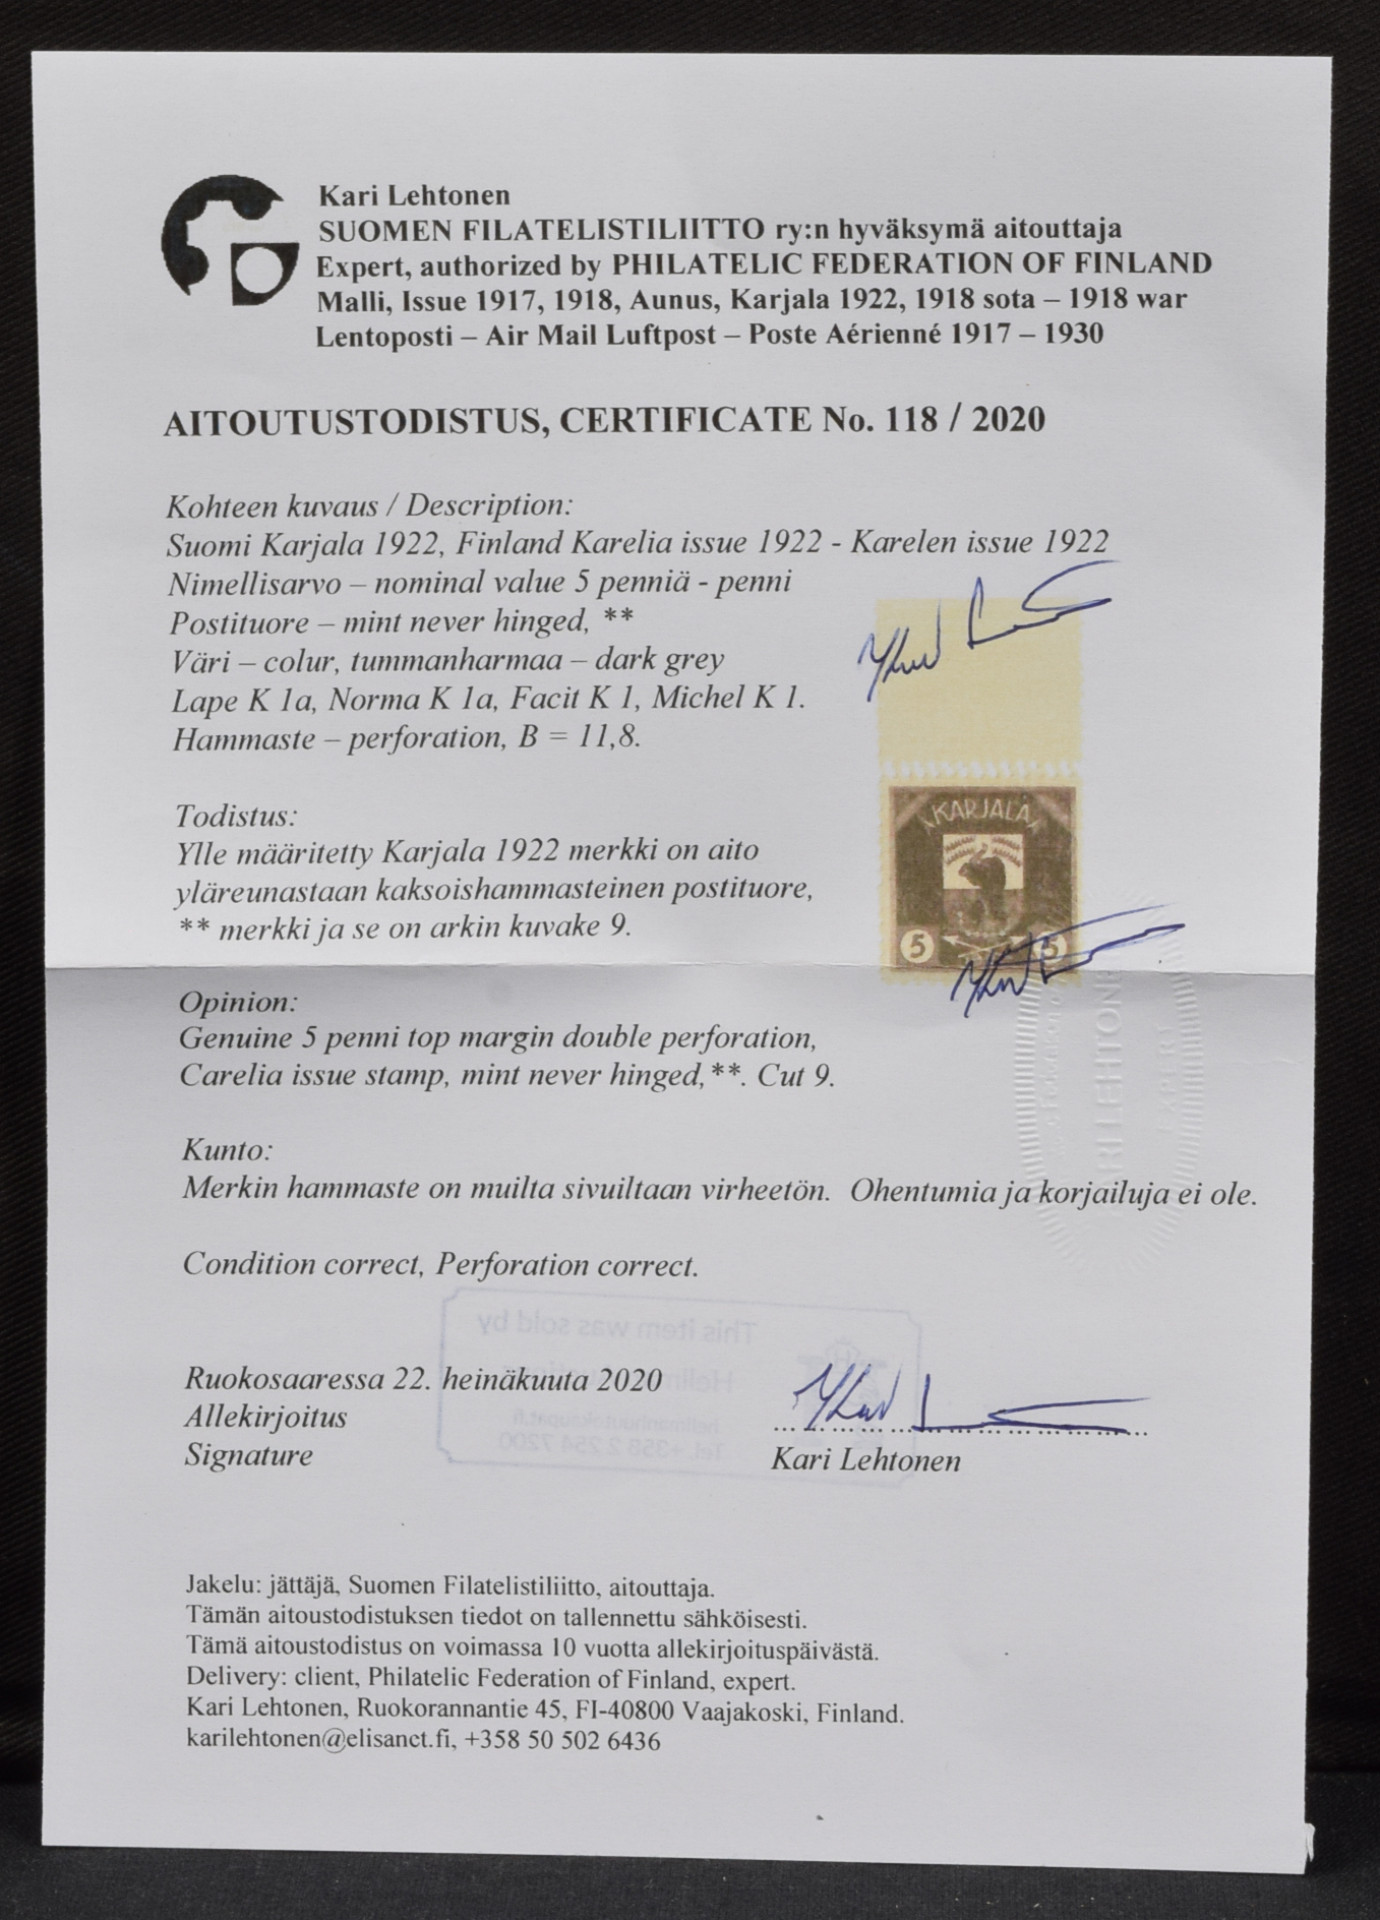 Kari Lehtonen
SUOMEN FILATELISTILIITTO ry:n hyväksymä aitouttaja
Expert, authorized by PHILATELIC FEDERATION OF FINLAND
Malli, Issue 1917, 1918, Aunus, Karjala 1922, 1918 sota – 1918 war
Lentoposti – Air Mail Luftpost – Poste Aérienné 1917 – 1930
AITOUTUSTODISTUS, CERTIFICATE No. 118 / 2020
Kohteen kuvaus / Description:
Suomi Karjala 1922, Finland Karelia issue 1922 - Karelen issue 1922
Nimellisarvo – nominal value 5 penniä - penni
Postituore – mint never hinged, **
Väri – colur, tummanharmaa – dark grey
Lape K 1a, Norma K 1a, Facit K 1, Michel K 1.
Hammaste – perforation, B = 11,8.
KARJALA
5 5
Todistus:
Ylle määritetty Karjala 1922 merkki on aito
yläreunastaan kaksoishammasteinen postituore,
** merkki ja se on arkin kuvake 9.
Opinion:
Genuine 5 penni top margin double perforation,
Carelia issue stamp, mint never hinged,**. Cut 9.
KARI LEHTONEN
EXPERT
Kunto:
Merkin hammaste on muilta sivuiltaan virheetön. Ohentumia ja korjailuja ei ole.
Condition correct, Perforation correct.
This item was sold by
Tel. +358 2 254 7200
Ruokosaaressa 22. heinäkuuta 2020
Allekirjoitus
Signature
Kari Lehtonen
Jakelu: jättäjä, Suomen Filatelistiliitto, aitouttaja.
Tämän aitoustodistuksen tiedot on tallennettu sähköisesti.
Tämä aitoustodistus on voimassa 10 vuotta allekirjoituspäivästä.
Delivery: client, Philatelic Federation of Finland, expert.
Kari Lehtonen, Ruokorannantie 45, FI-40800 Vaajakoski, Finland.
karilehtonen@elisanet.fi, +358 50 502 6436